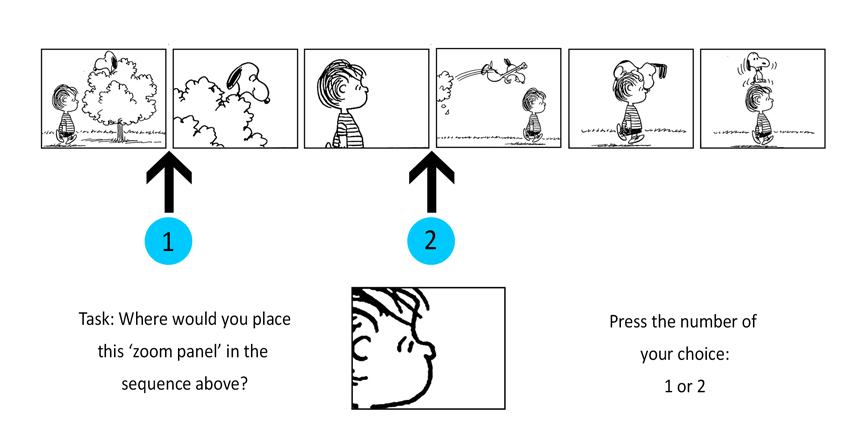 1
2
Task: Where would you place
this ‘zoom panel’ in the
sequence above?
Press the number of
your choice:
1 or 2